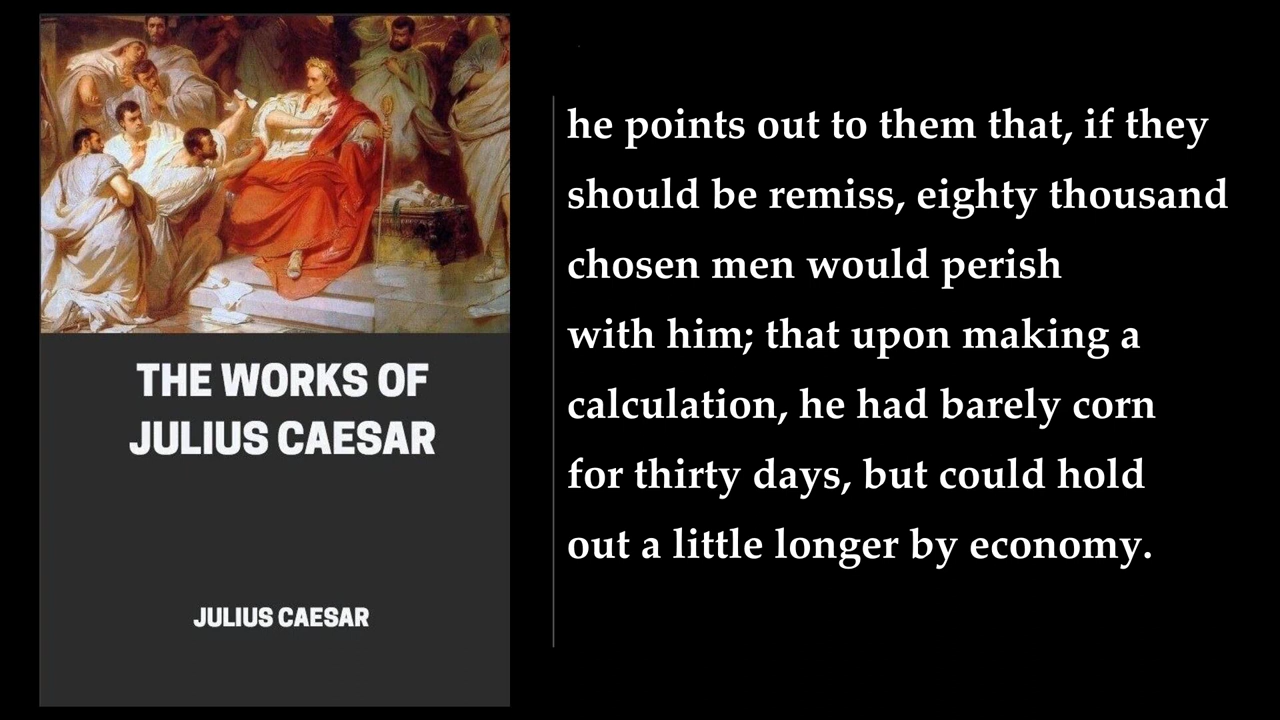 THE WORKS OF
JULIUS CAESAR
JULIUS CAESAR
he points out to them that, if they
should be remiss, eighty thousand
chosen men would perish
with him; that upon making a
calculation, he had barely corn
for thirty days, but could hold
out a little longer by economy.